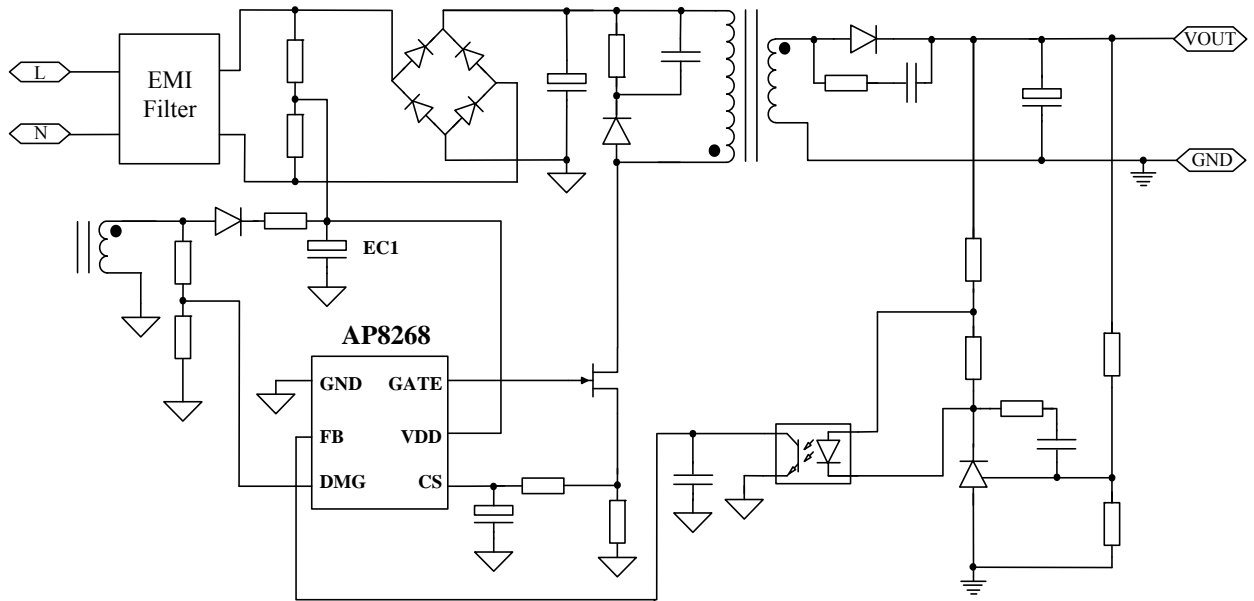 L
EMI
Filter
N
VOUT
GND
EC1
AP8268
GND GATE
FB VDD
DMG CS